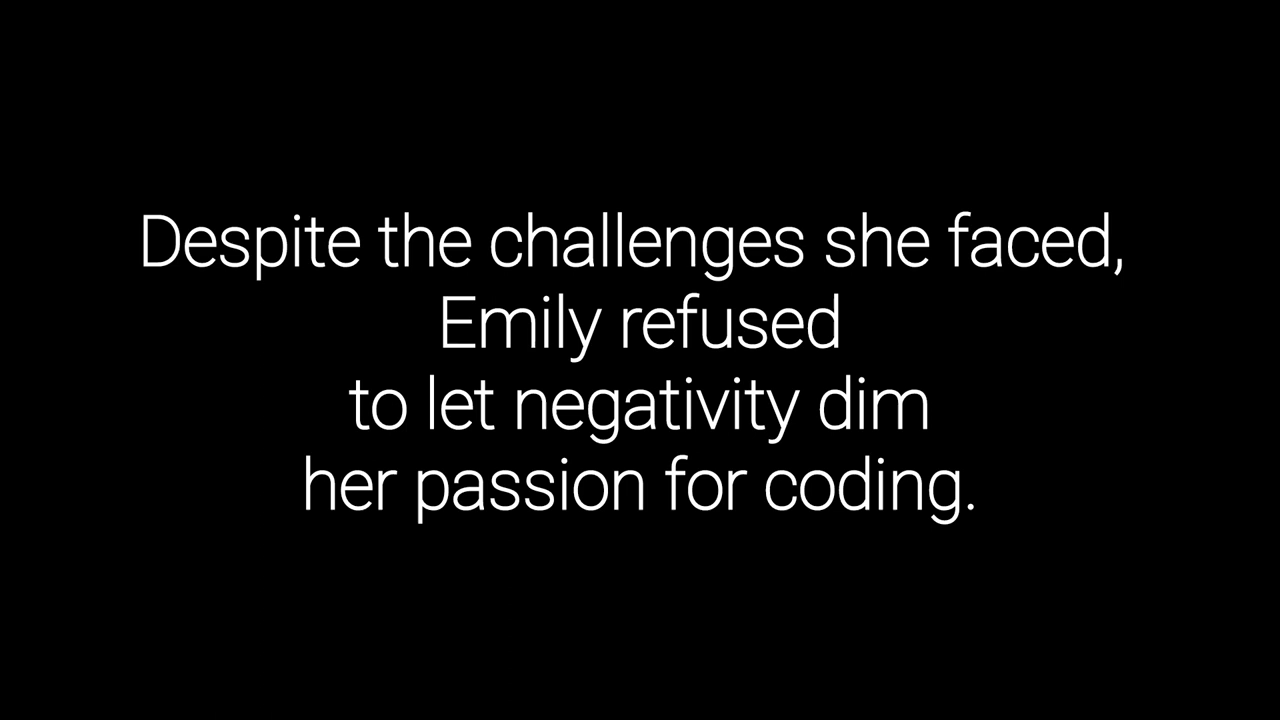 Despite the challenges she faced,
Emily refused
to let negativity dim
her passion for coding.